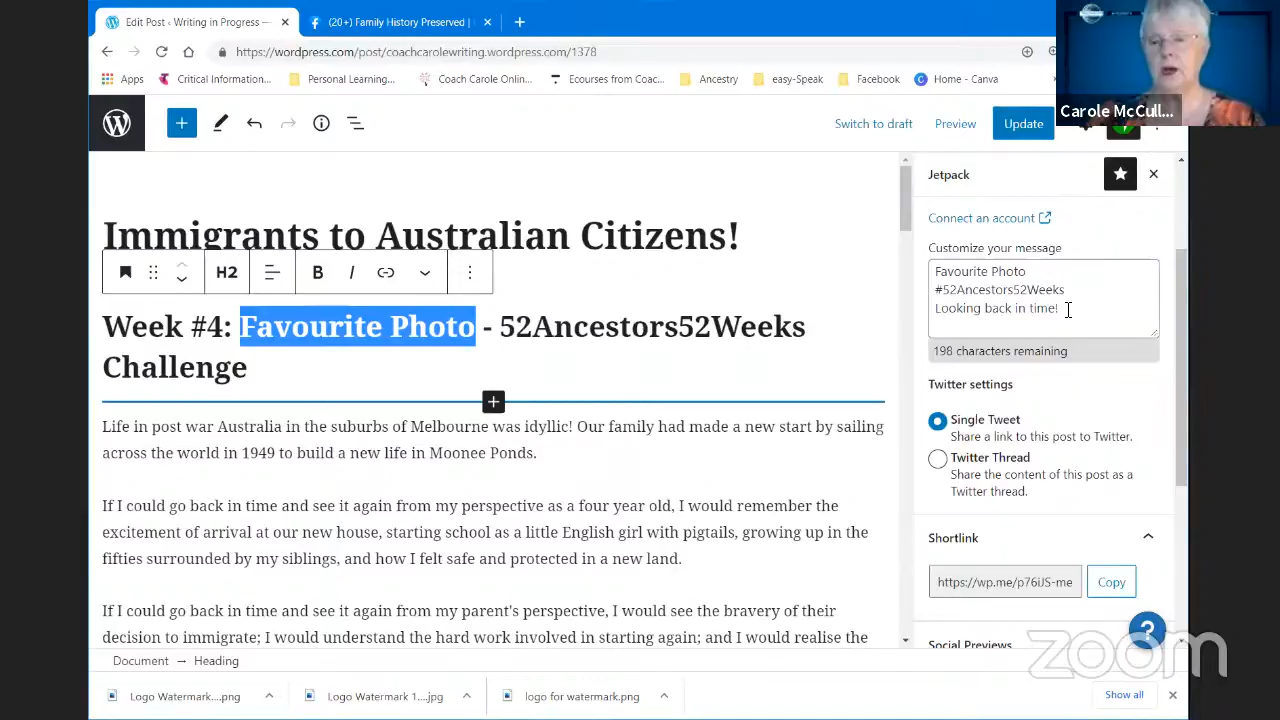 Edit Post ‹ Writing in Progress —
(20+) Family History Preserved |
https://wordpress.com/post/coachcarolewriting.wordpress.com/1378
Apps
Critical Information...
Personal Learning...
Coach Carole Online...
Ecourses from Coac...
Ancestry
easy-Speak
Facebook
Home - Canva
Carole McCull...
Switch to draft
Preview
Update
Immigrants to Australian Citizens!
H2
B
I
Week #4: Favourite Photo - 52Ancestors52Weeks
Challenge
Life in post war Australia in the suburbs of Melbourne was idyllic! Our family had made a new start by sailing
across the world in 1949 to build a new life in Moonee Ponds.
If I could go back in time and see it again from my perspective as a four year old, I would remember the
excitement of arrival at our new house, starting school as a little English girl with pigtails, growing up in the
fifties surrounded by my siblings, and how I felt safe and protected in a new land.
If I could go back in time and see it again from my parent's perspective, I would see the bravery of their
decision to immigrate; I would understand the hard work involved in starting again; and I would realise the
Jetpack
Connect an account
Customize your message
Favourite Photo
#52Ancestors52Weeks
Looking back in time!
198 characters remaining
Twitter settings
Single Tweet
Share a link to this post to Twitter.
Twitter Thread
Share the content of this post as a
Twitter thread.
Shortlink
https://wp.me/p76iJS-me
Copy
Social Previews
?
zoom
Document → Heading
Logo Watermark....png
Logo Watermark 1....jpg
logo for watermark.png
Show all